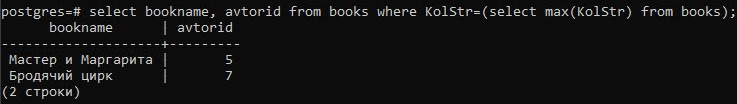 postgres=# select bookname, avtorid from books where KolStr=(select max(KolStr) from books);
bookname | avtorid
--------------------+---------
Мастер и Маргарита | 5
Бродячий цирк | 7
(2 строки)